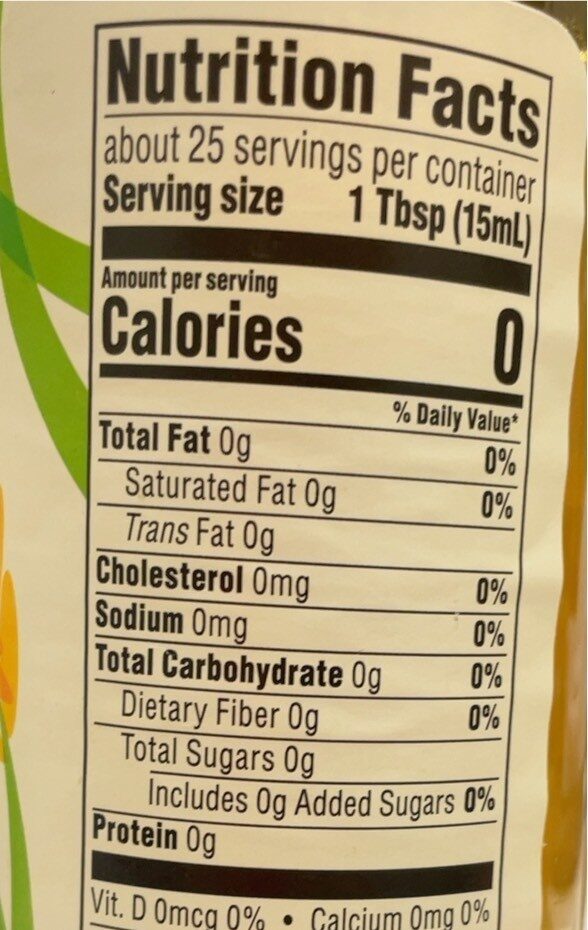 Nutrition Facts
about 25 servings per container
Serving size 1 Tbsp (15mL)
Amount per serving
Calories 0
% Daily Value*
Total Fat 0g 0%
Saturated Fat 0g 0%
Trans Fat 0g
Cholesterol 0mg 0%
Sodium 0mg 0%
Total Carbohydrate 0g 0%
Dietary Fiber 0g 0%
Total Sugars 0g
Includes 0g Added Sugars 0%
Protein 0g
Vit. D 0mcg 0% • Calcium 0mg 0%